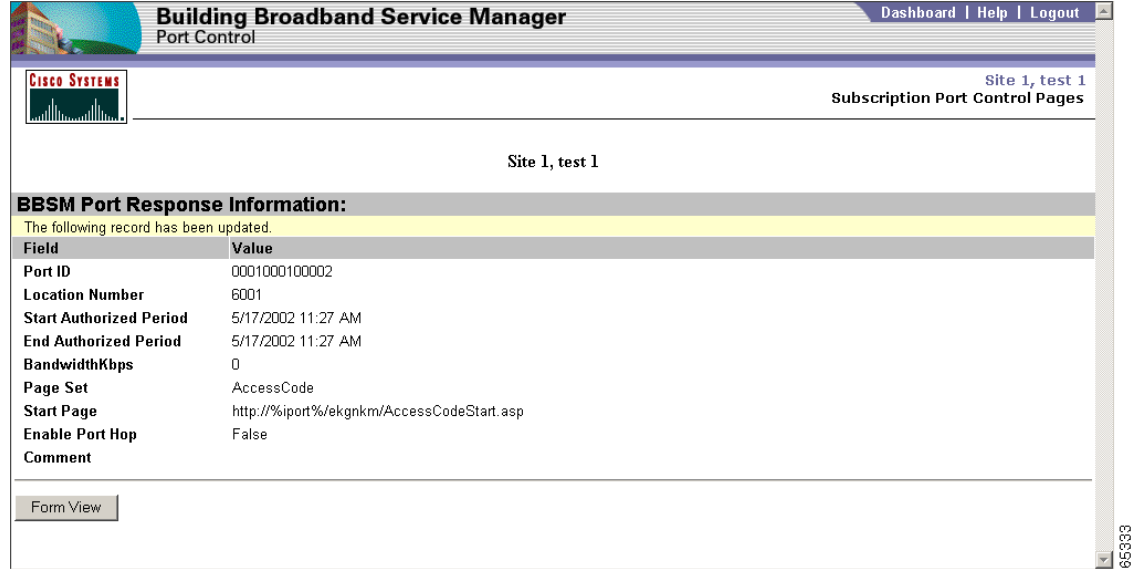 Building Broadband Service Manager
Dashboard | Help | Logout
Port Control
CISCO SYSTEMS
Site 1, test 1
Subscription Port Control Pages
Site 1, test 1
BBSM Port Response Information:
The following record has been updated.
Field Value
Port ID 0001000100002
Location Number 6001
Start Authorized Period 5/17/2002 11:27 AM
End Authorized Period 5/17/2002 11:27 AM
BandwidthKbps 0
Page Set AccessCode
Start Page http://%iport%/ekgnkm/AccessCodeStart.asp
Enable Port Hop False
Comment
Form View
65333